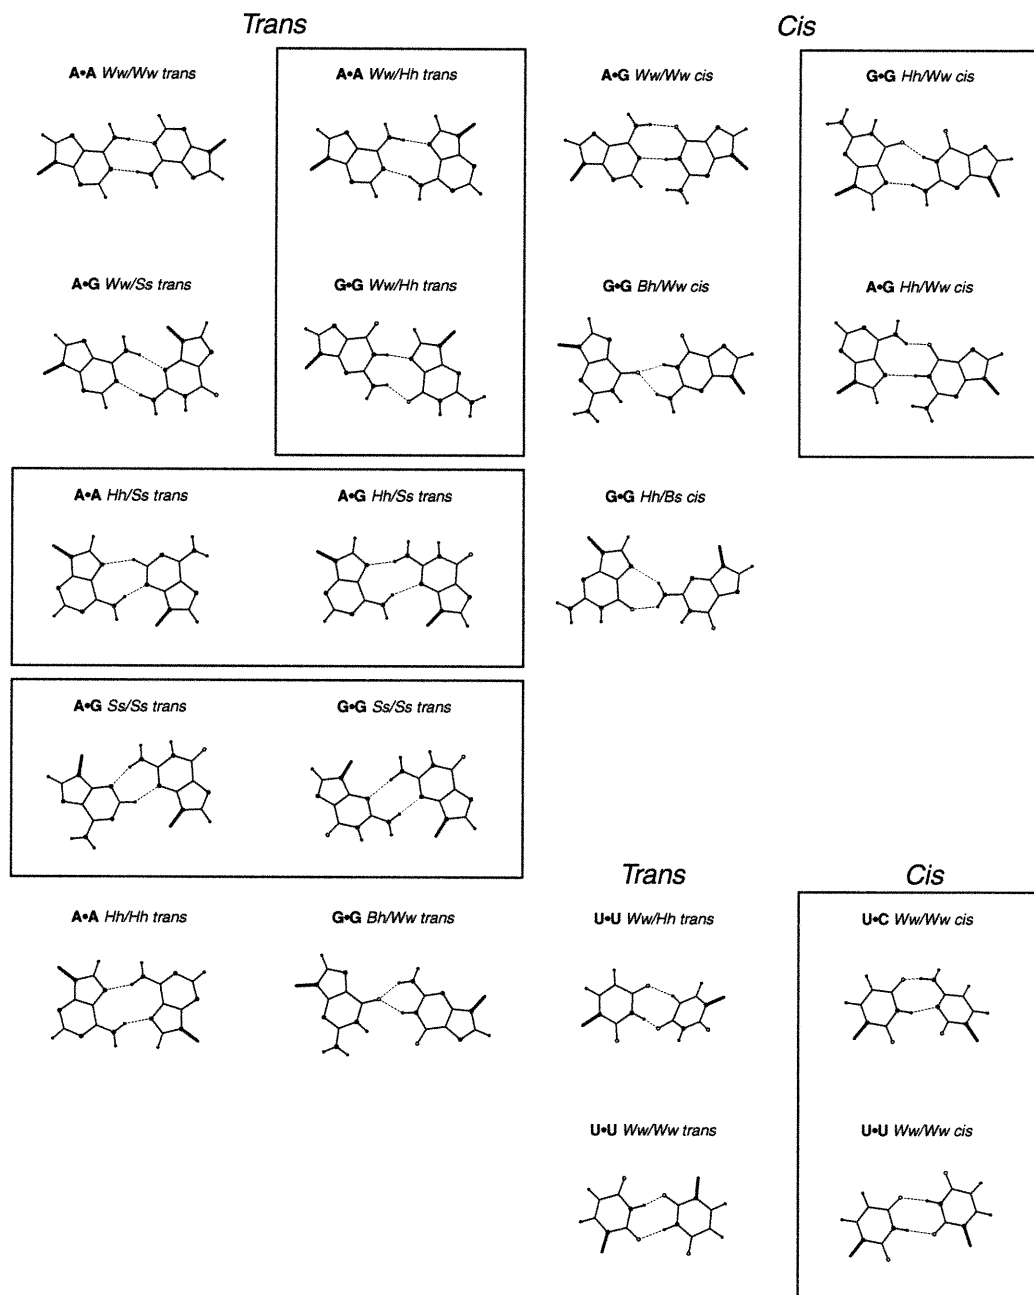 Trans Cis
A•A Ww/Ww trans A•A Ww/Hh trans A•G Ww/Ww cis G•G Hh/Ww cis
A•G Ww/Ss trans G•G Ww/Hh trans G•G Bh/Ww cis A•G Hh/Ww cis
A•A Hh/Ss trans A•G Hh/Ss trans G•G Hh/Bs cis
A•G Ss/Ss trans G•G Ss/Ss trans
Trans Cis
A•A Hh/Hh trans G•G Bh/Ww trans U•U Ww/Hh trans U•C Ww/Ww cis
U•U Ww/Ww trans U•U Ww/Ww cis